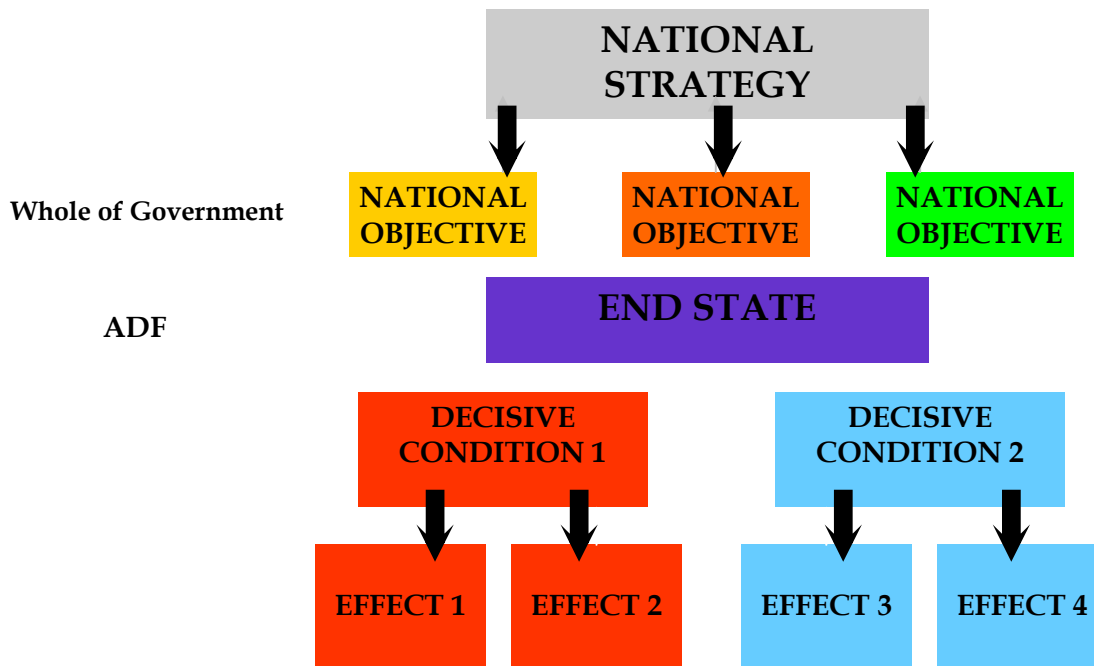 NATIONAL
STRATEGY
Whole of Government
NATIONAL
OBJECTIVE
NATIONAL
OBJECTIVE
NATIONAL
OBJECTIVE
ADF
END STATE
DECISIVE
CONDITION 1
DECISIVE
CONDITION 2
EFFECT 1
EFFECT 2
EFFECT 3
EFFECT 4